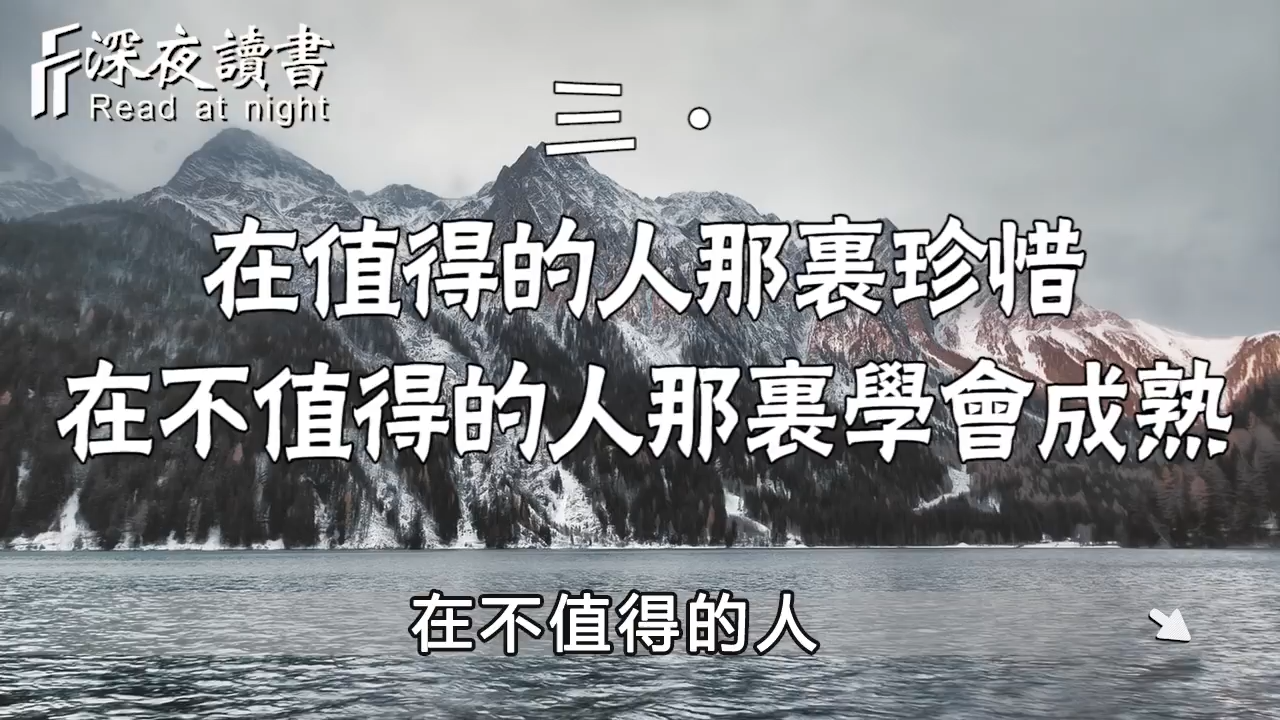 深夜讀書
Read at night
三·
在值得的人那裏珍惜
在不值得的人那裏學會成熟
在不值得的人